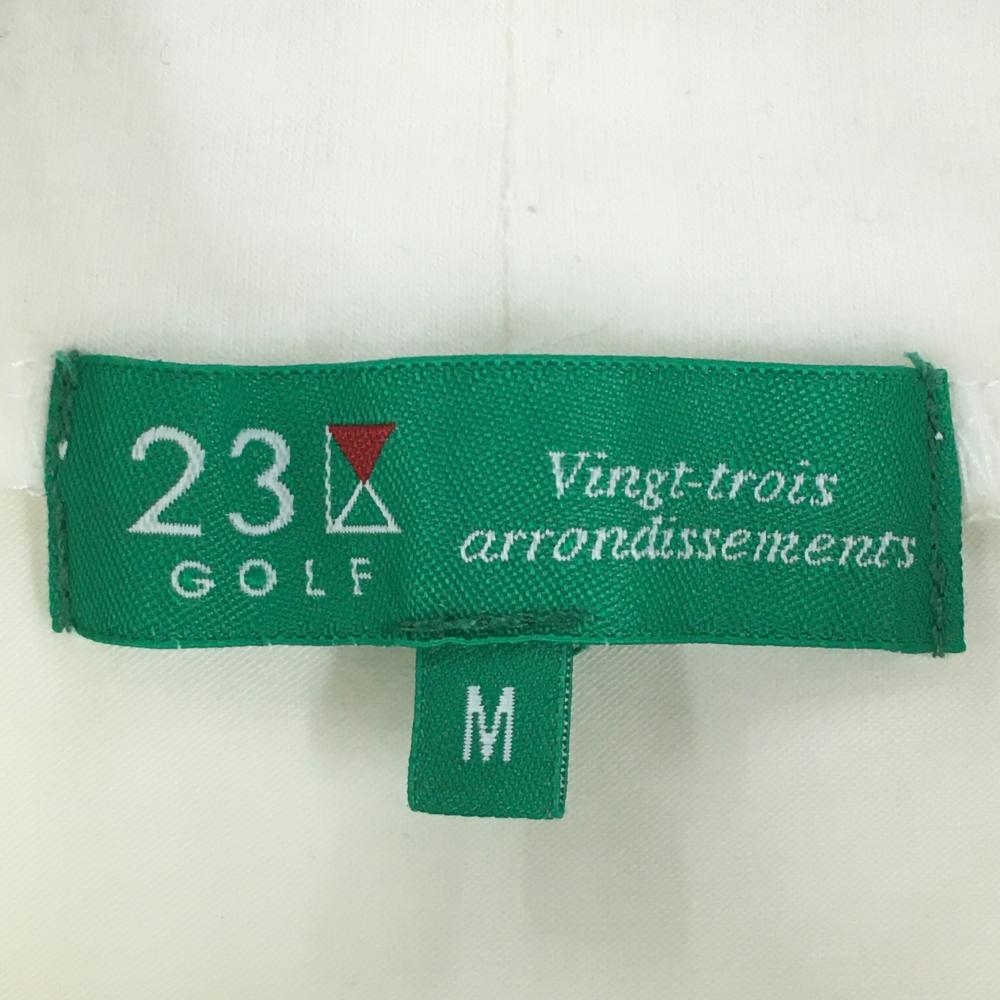 23
GOLF
Vingt-trois
arrondissements
M